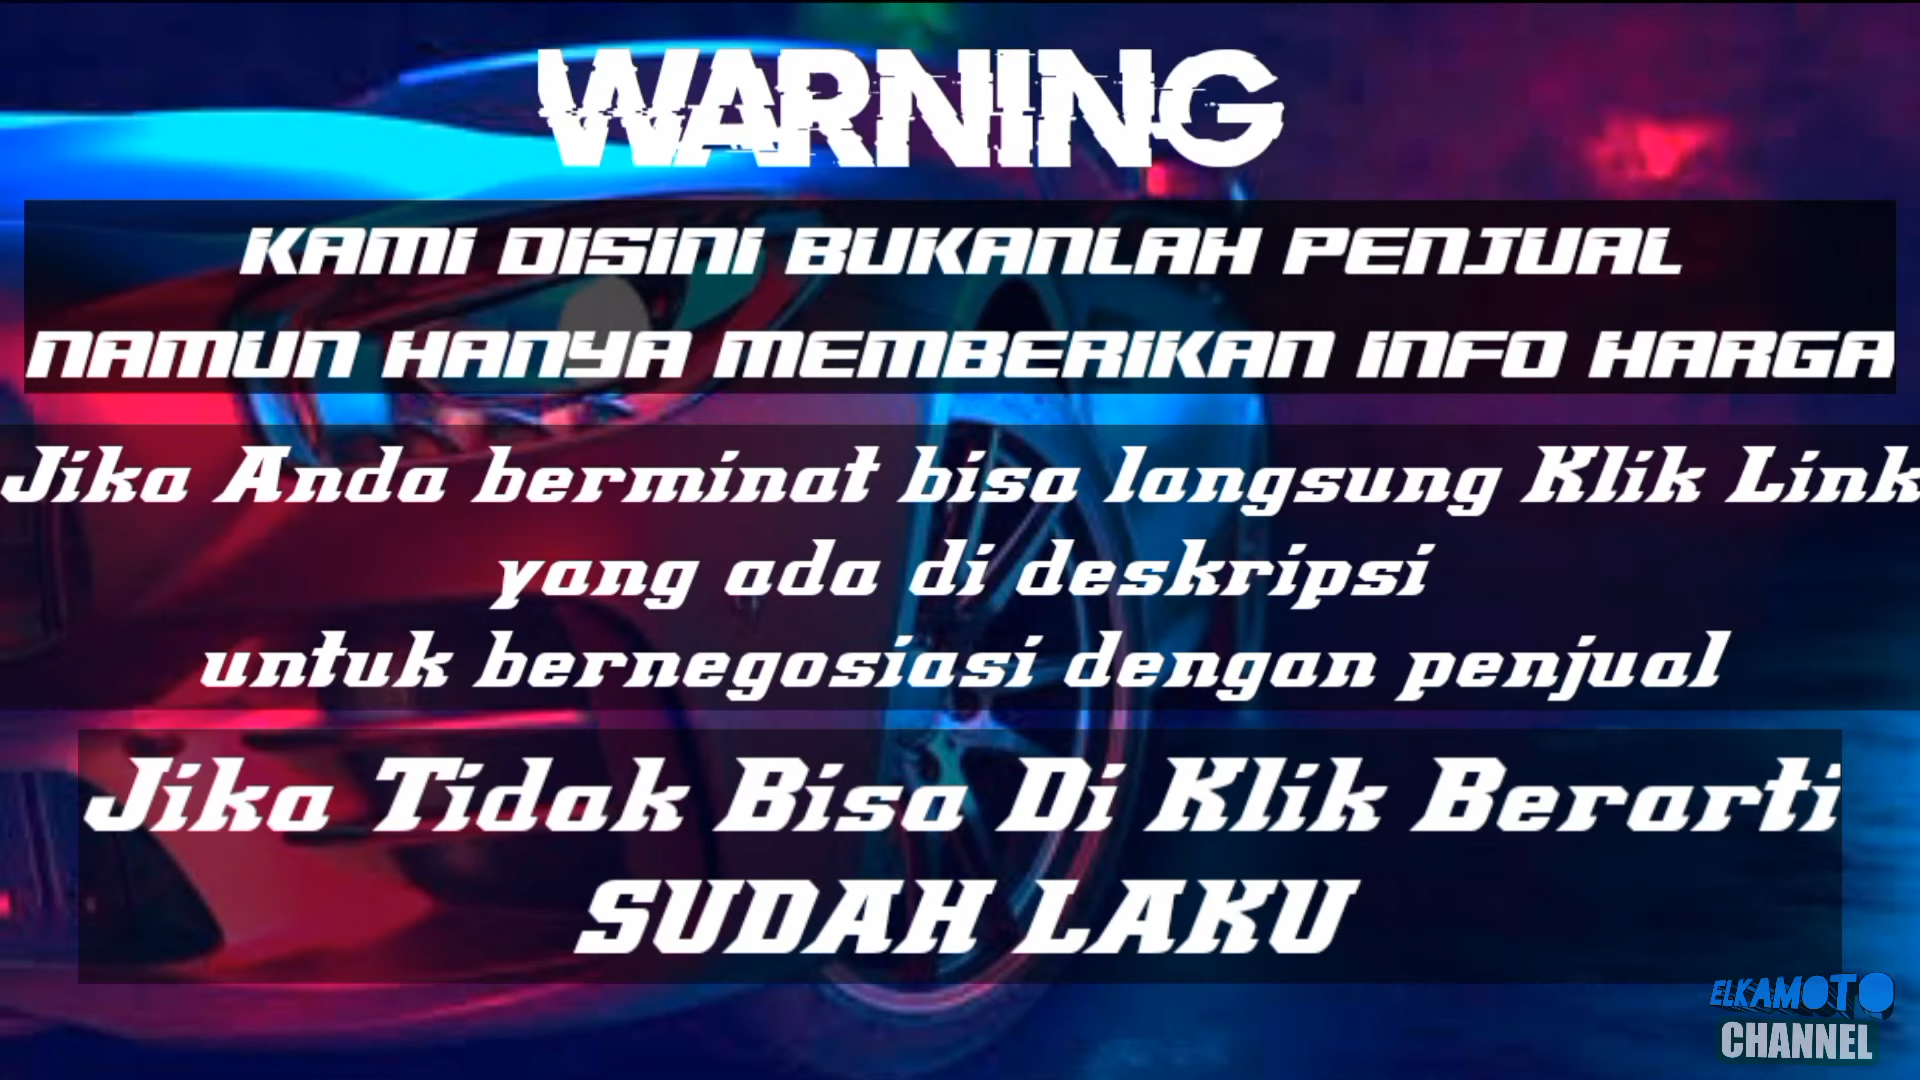 WARNING
KAMI DISINI BUKANLAH PENJUAL
NAMUN HANYA MEMBERIKAN INFO HARGA
Jika Anda berminat bisa langsung Klik Link
yang ada di deskripsi
untuk bernegosiasi dengan penjual
Jika Tidak Bisa Di Klik Berarti
SUDAH LAKU
ELKAMOTO
CHANNEL